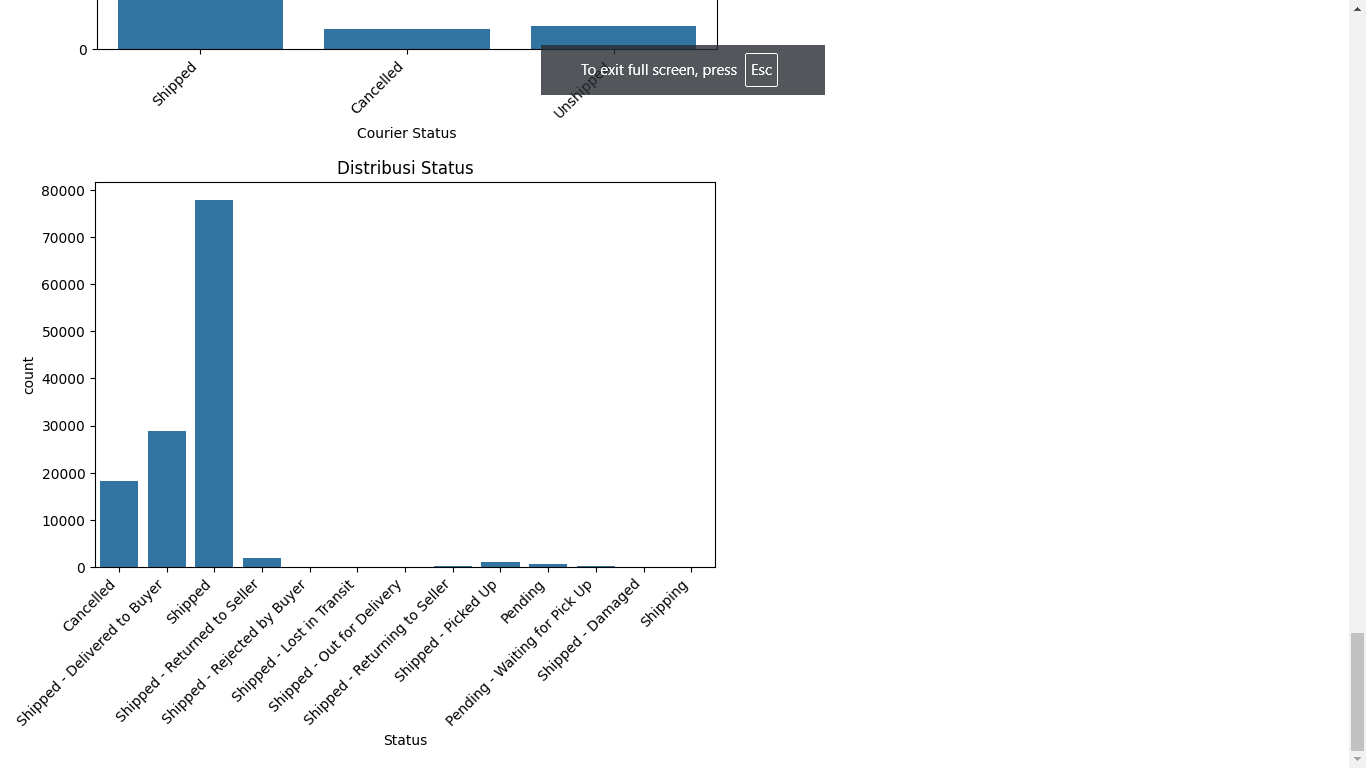 0
Shipped
Cancelled
Unshipped
To exit full screen, press Esc
Courier Status
Distribusi Status
80000
70000
60000
50000
40000
30000
20000
10000
0
count
Cancelled
Shipped - Delivered to Buyer
Shipped
Shipped - Returned to Seller
Shipped - Rejected by Buyer
Shipped - Lost in Transit
Shipped - Out for Delivery
Shipped - Returning to Seller
Shipped - Picked Up
Pending
Pending - Waiting for Pick Up
Shipped - Damaged
Shipping
Status